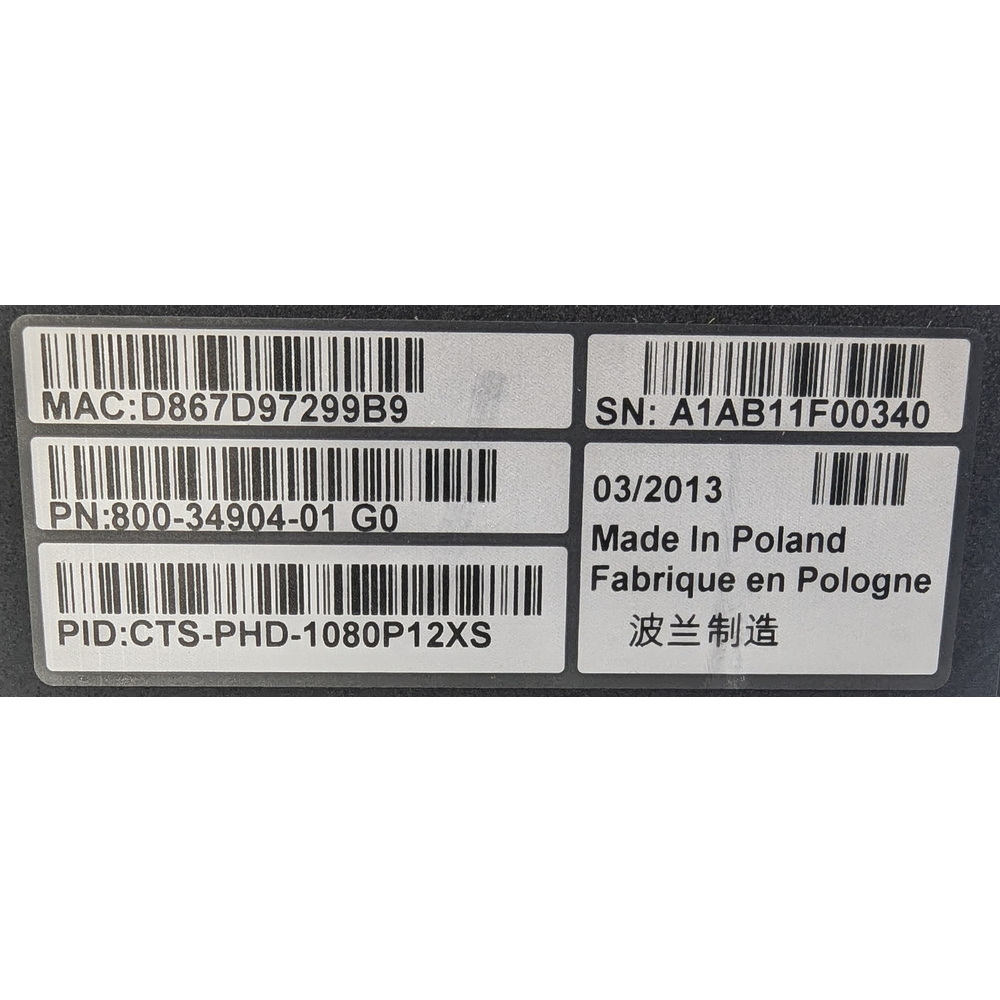 MAC:D867D97299B9
SN: A1AB11F00340
PN:800-34904-01 G0
03/2013
Made In Poland
Fabrique en Pologne
波兰制造
PID:CTS-PHD-1080P12XS